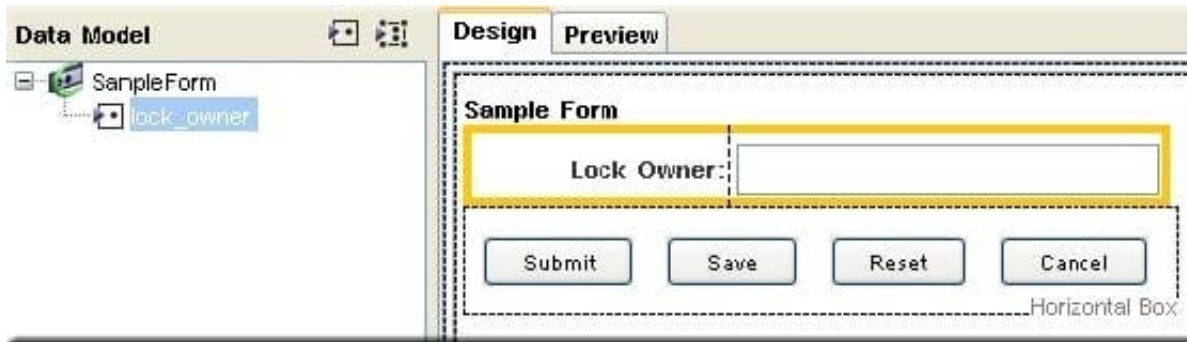 Data Model
SampleForm
lock_owner
Design
Preview
Sample Form
Lock Owner:
Submit
Save
Reset
Cancel
Horizontal Box